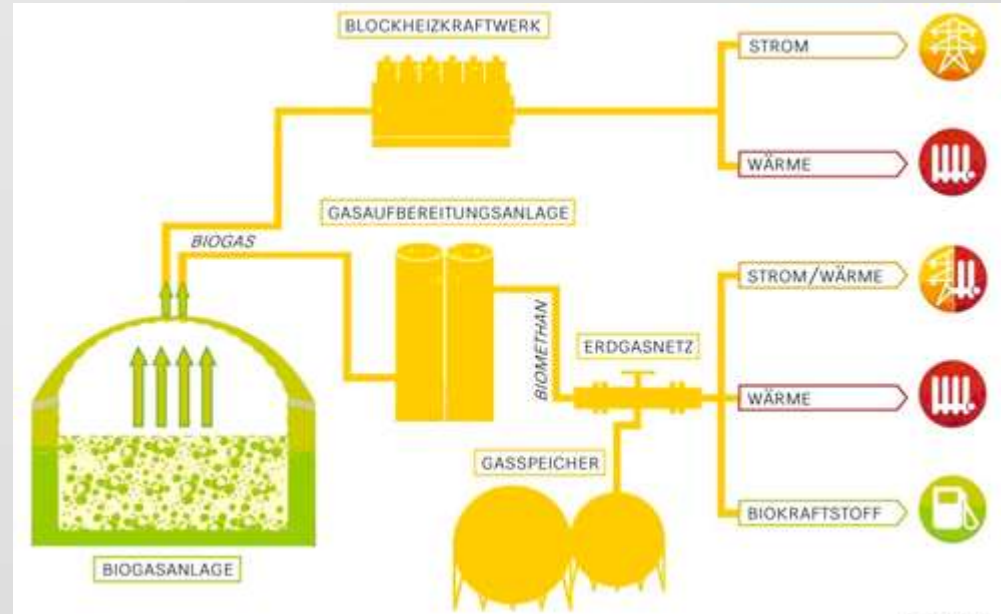 BLOCKHEIZKRAFTWERK
STROM
WÄRME
GASAUFBEREITUNGSANLAGE
BIOGAS
STROM/WÄRME
BIOMETHAN
ERDGASNETZ
WÄRME
GASSPEICHER
BIOKRAFTSTOFF
BIOGASANLAGE